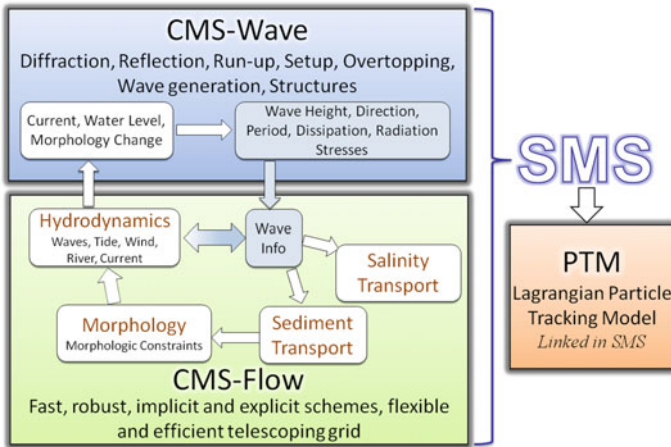 CMS-Wave
Diffraction, Reflection, Run-up, Setup, Overtopping,
Wave generation, Structures
Current, Water Level,
Morphology Change
Wave Height, Direction,
Period, Dissipation, Radiation
Stresses
SMS
Hydrodynamics
Waves, Tide, Wind,
River, Current
Wave
Info
Salinity
Transport
Morphology
Morphologic Constraints
Sediment
Transport
CMS-Flow
Fast, robust, implicit and explicit schemes, flexible
and efficient telescoping grid
PTM
Lagrangian Particle
Tracking Model
Linked in SMS